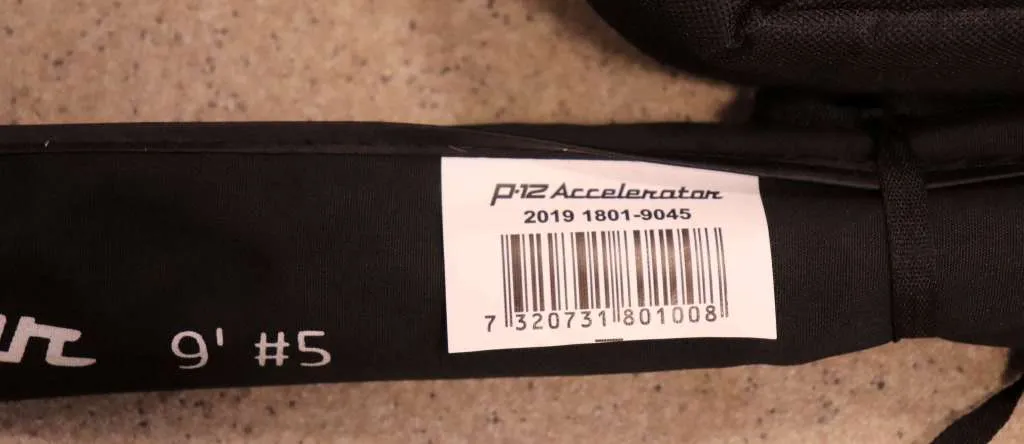 P-12 Accelerator
2019 1801-9045
7 320731 801008
9' #5